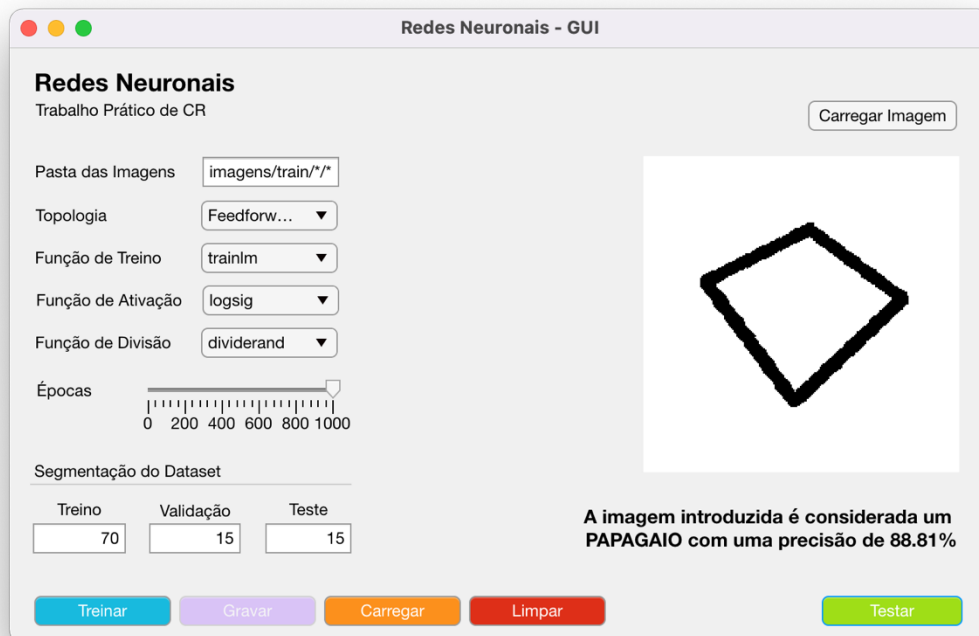 Redes Neuronais - GUI
Redes Neuronais
Trabalho Prático de CR
Carregar Imagem
Pasta das Imagens imagens/train/*/*
Topologia Feedforw...
Função de Treino trainlm
Função de Ativação logsig
Função de Divisão dividerand
Épocas
0 200 400 600 800 1000
Segmentação do Dataset
Treino Validação Teste
70 15 15
A imagem introduzida é considerada um
PAPAGAIO com uma precisão de 88.81%
Treinar Gravar Carregar Limpar Testar